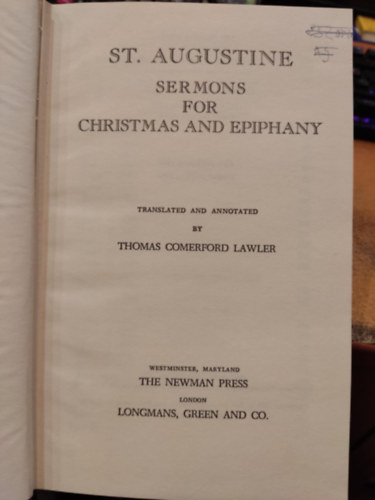 ST. AUGUSTINE
SERMONS
FOR
CHRISTMAS AND EPIPHANY
TRANSLATED AND ANNOTATED
BY
THOMAS COMERFORD LAWLER
WESTMINSTER, MARYLAND
THE NEWMAN PRESS
LONDON
LONGMANS, GREEN AND CO.